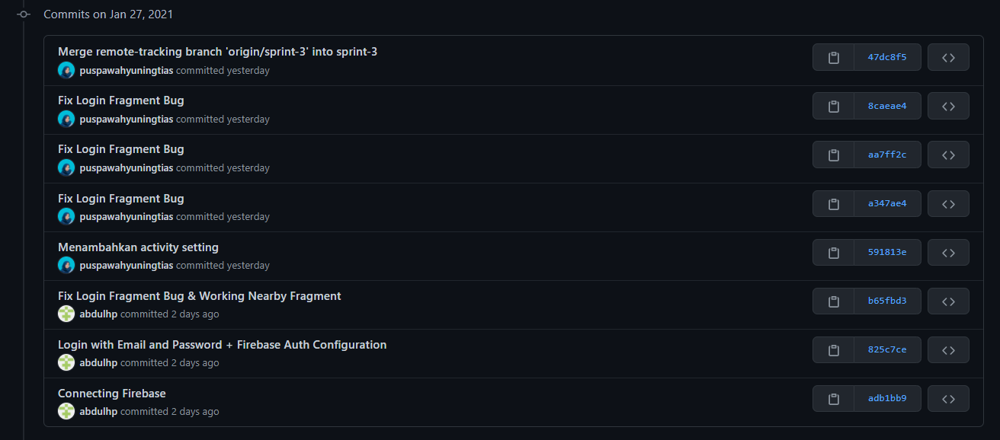 Commits on Jan 27, 2021
Merge remote-tracking branch 'origin/sprint-3' into sprint-3
puspawahyuningtias committed yesterday
47dc8f5
Fix Login Fragment Bug
puspawahyuningtias committed yesterday
8caeae4
Fix Login Fragment Bug
puspawahyuningtias committed yesterday
aa7ff2c
Fix Login Fragment Bug
puspawahyuningtias committed yesterday
a347ae4
Menambahkan activity setting
puspawahyuningtias committed yesterday
591813e
Fix Login Fragment Bug & Working Nearby Fragment
abdulhp committed 2 days ago
b65fbd3
Login with Email and Password + Firebase Auth Configuration
abdulhp committed 2 days ago
825c7ce
Connecting Firebase
abdulhp committed 2 days ago
adb1bb9